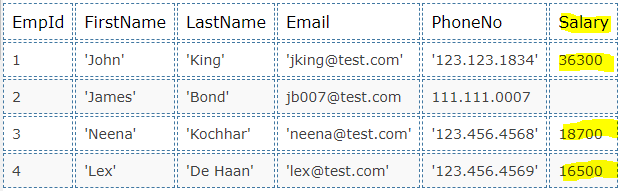 EmpId FirstName LastName Email PhoneNo Salary
1 'John' 'King' 'jking@test.com' '123.123.1834' 36300
2 'James' 'Bond' jb007@test.com 111.111.0007
3 'Neena' 'Kochhar' 'neena@test.com' '123.456.4568' 18700
4 'Lex' 'De Haan' 'lex@test.com' '123.456.4569' 16500